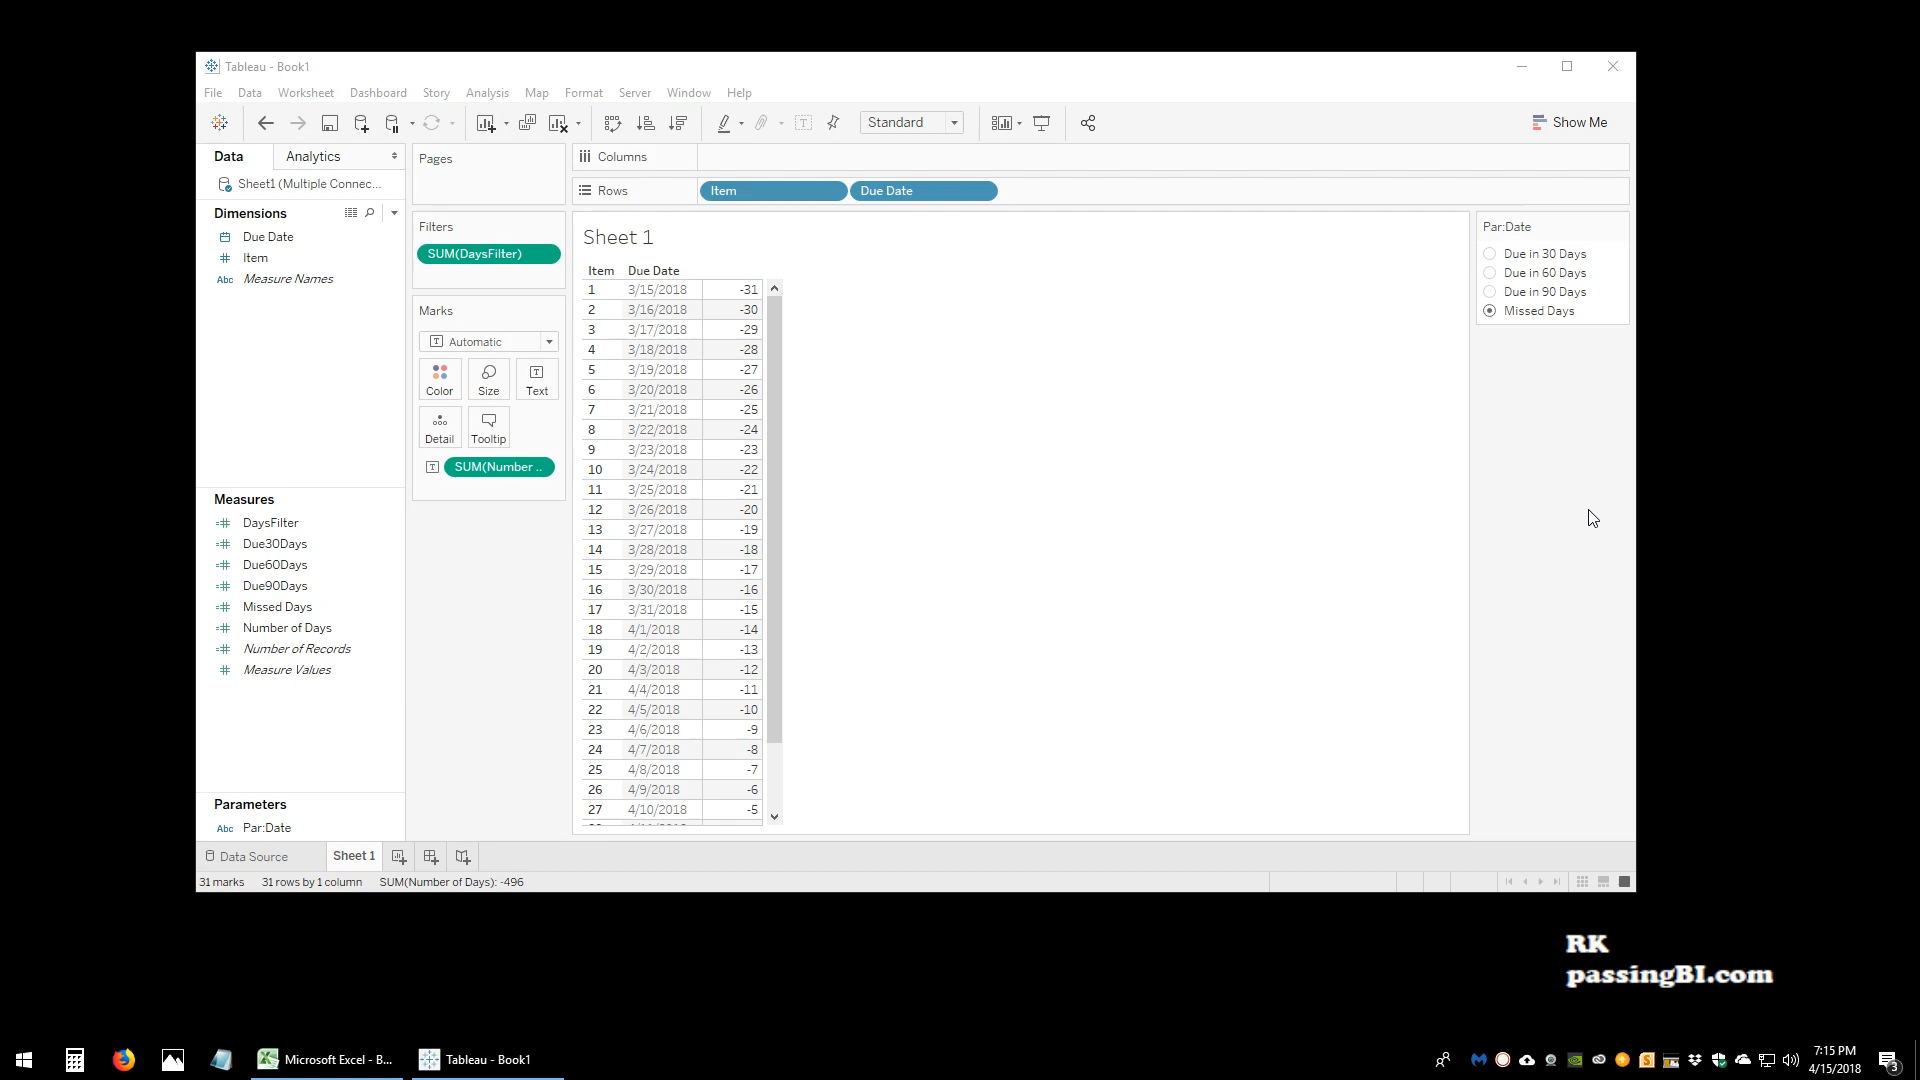 Tableau - Book1
File Data Worksheet Dashboard Story Analysis Map Format Server Window Help
Standard
Show Me
Data Analytics
Sheet1 (Multiple Connec...
Dimensions
Due Date
Item
Abc Measure Names
Measures
DaysFilter
Due30Days
Due60Days
Due90Days
Missed Days
Number of Days
Number of Records
Measure Values
Parameters
Abc Par:Date
Pages
Filters
SUM(DaysFilter)
Marks
Automatic
Color Size Text
Detail Tooltip
SUM(Number ..
Columns
Rows Item Due Date
Sheet 1
Item Due Date
1 3/15/2018 -31
2 3/16/2018 -30
3 3/17/2018 -29
4 3/18/2018 -28
5 3/19/2018 -27
6 3/20/2018 -26
7 3/21/2018 -25
8 3/22/2018 -24
9 3/23/2018 -23
10 3/24/2018 -22
11 3/25/2018 -21
12 3/26/2018 -20
13 3/27/2018 -19
14 3/28/2018 -18
15 3/29/2018 -17
16 3/30/2018 -16
17 3/31/2018 -15
18 4/1/2018 -14
19 4/2/2018 -13
20 4/3/2018 -12
21 4/4/2018 -11
22 4/5/2018 -10
23 4/6/2018 -9
24 4/7/2018 -8
25 4/8/2018 -7
26 4/9/2018 -6
27 4/10/2018 -5
Par:Date
Due in 30 Days
Due in 60 Days
Due in 90 Days
Missed Days
Data Source Sheet 1
31 marks 31 rows by 1 column SUM(Number of Days): -496
RK
passingBI.com
Microsoft Excel - B... Tableau - Book1
7:15 PM
4/15/2018
3